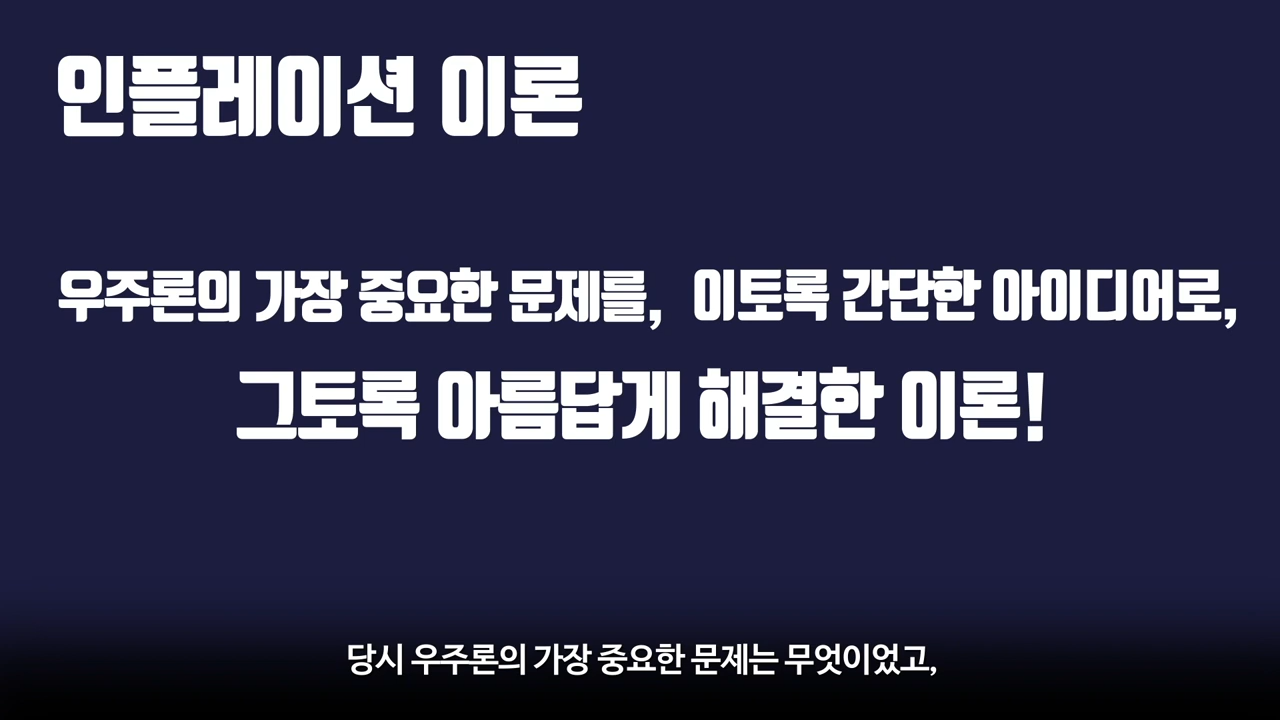 인플레이션 이론
우주론의 가장 중요한 문제를, 이토록 간단한 아이디어로,
그토록 아름답게 해결한 이론!
당시 우주론의 가장 중요한 문제는 무엇이었고,